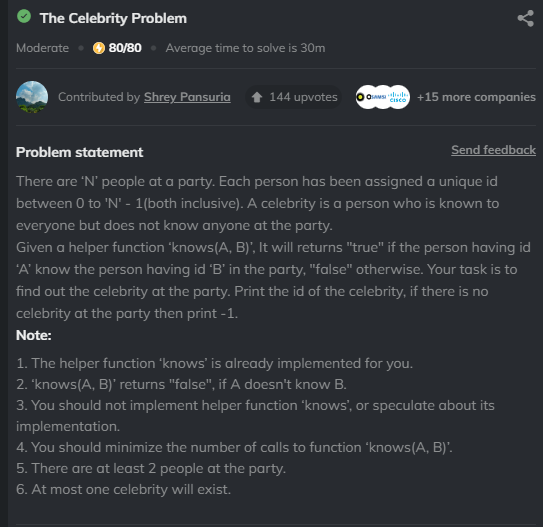 The Celebrity Problem
Moderate • 80/80 • Average time to solve is 30m
Contributed by Shrey Pansuria 144 upvotes SAMSU CISCO +15 more companies
Problem statement Send feedback
There are ‘N’ people at a party. Each person has been assigned a unique id
between 0 to 'N' - 1(both inclusive). A celebrity is a person who is known to
everyone but does not know anyone at the party.
Given a helper function ‘knows(A, B)’, It will returns "true" if the person having id
‘A’ know the person having id ‘B’ in the party, "false" otherwise. Your task is to
find out the celebrity at the party. Print the id of the celebrity, if there is no
celebrity at the party then print -1.
Note:
1. The helper function ‘knows’ is already implemented for you.
2. ‘knows(A, B)’ returns "false", if A doesn't know B.
3. You should not implement helper function ‘knows’, or speculate about its
implementation.
4. You should minimize the number of calls to function ‘knows(A, B)’.
5. There are at least 2 people at the party.
6. At most one celebrity will exist.